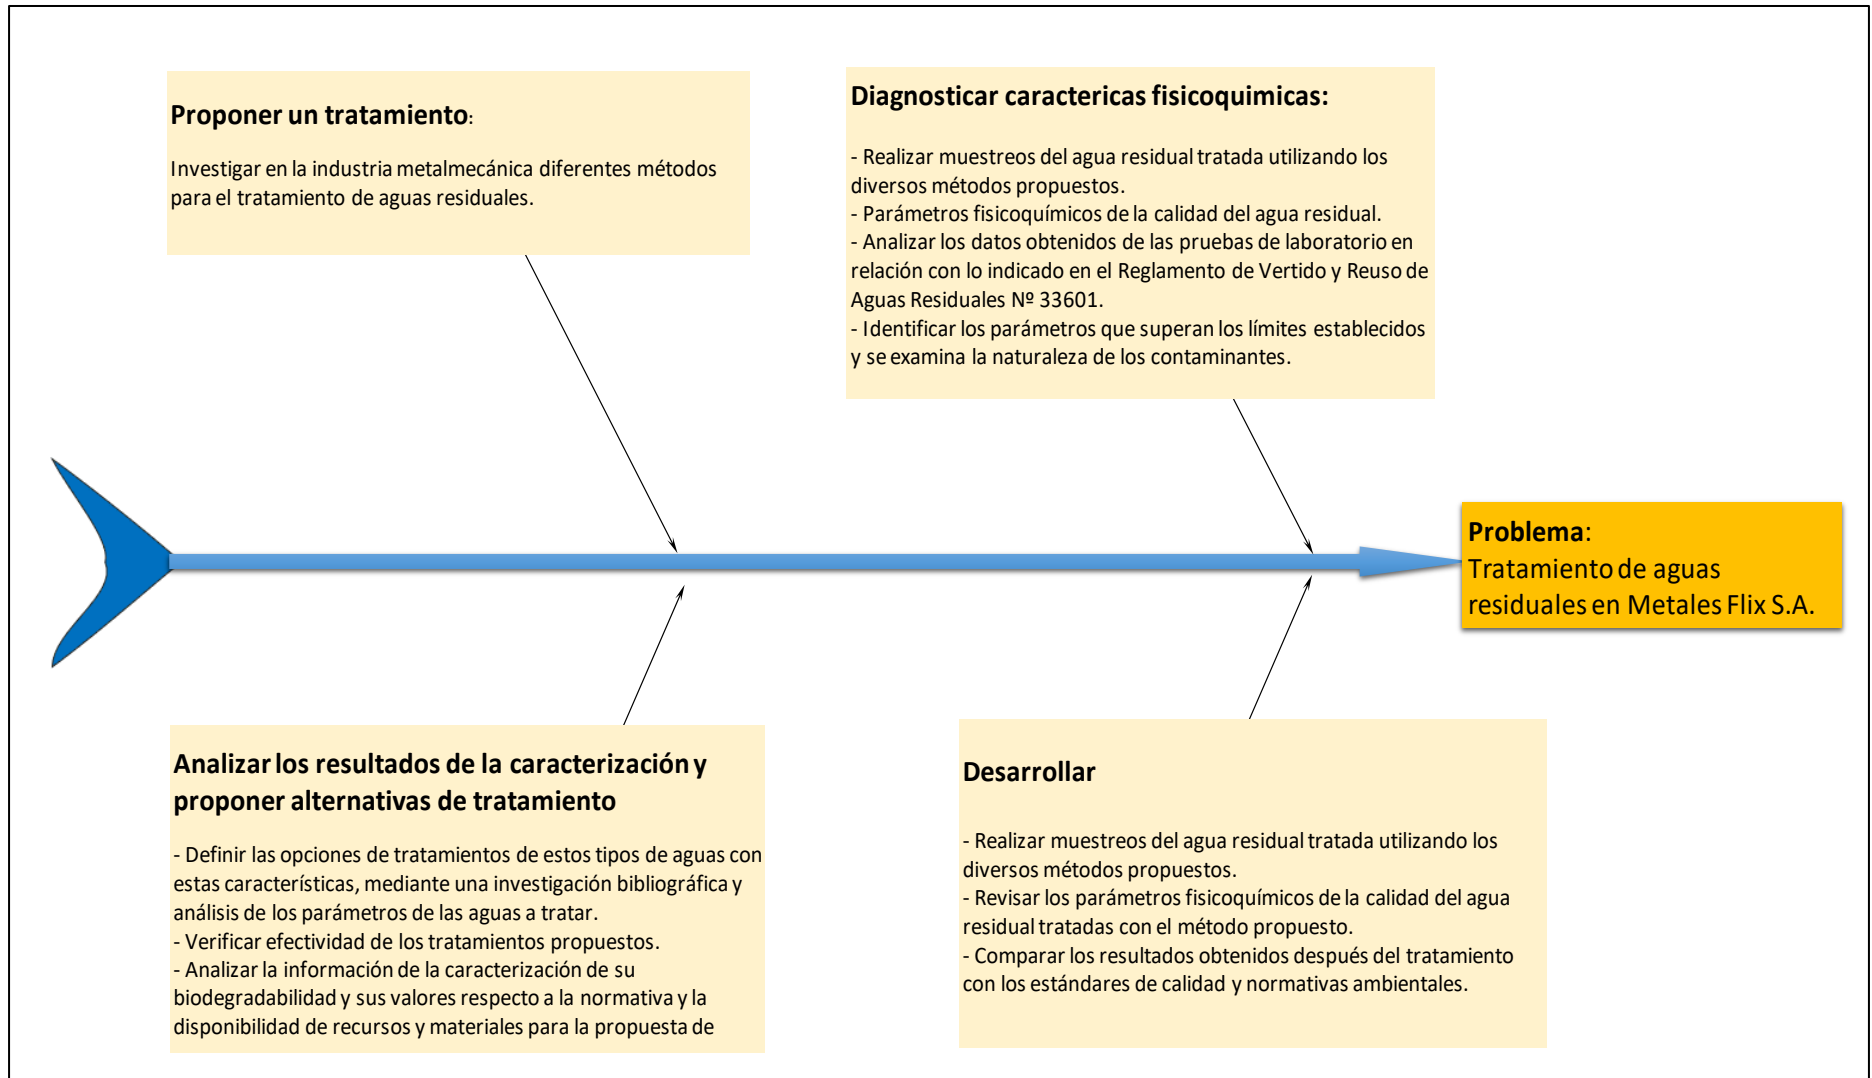 Proponer un tratamiento:
Investigar en la industria metalmecánica diferentes métodos
para el tratamiento de aguas residuales.
Diagnosticar caractericas fisicoquimicas:
- Realizar muestreos del agua residual tratada utilizando los
diversos métodos propuestos.
- Parámetros fisicoquímicos de la calidad del agua residual.
- Analizar los datos obtenidos de las pruebas de laboratorio en
relación con lo indicado en el Reglamento de Vertido y Reuso de
Aguas Residuales Nº 33601.
- Identificar los parámetros que superan los límites establecidos
y se examina la naturaleza de los contaminantes.
Problema:
Tratamiento de aguas
residuales en Metales Flix S.A.
Analizar los resultados de la caracterización y
proponer alternativas de tratamiento
- Definir las opciones de tratamientos de estos tipos de aguas con
estas características, mediante una investigación bibliográfica y
análisis de los parámetros de las aguas a tratar.
- Verificar efectividad de los tratamientos propuestos.
- Analizar la información de la caracterización de su
biodegradabilidad y sus valores respecto a la normativa y la
disponibilidad de recursos y materiales para la propuesta de
Desarrollar
- Realizar muestreos del agua residual tratada utilizando los
diversos métodos propuestos.
- Revisar los parámetros fisicoquímicos de la calidad del agua
residual tratadas con el método propuesto.
- Comparar los resultados obtenidos después del tratamiento
con los estándares de calidad y normativas ambientales.